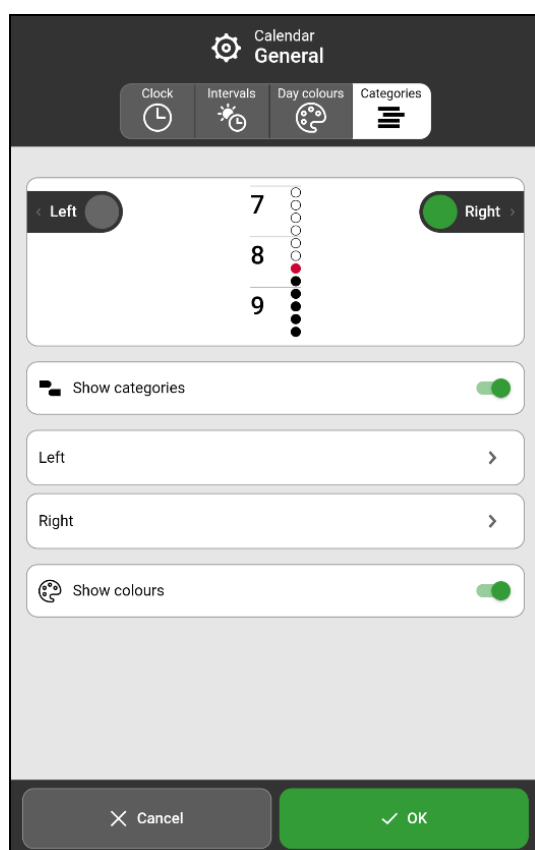 Calendar
General
Clock
Intervals
Day colours
Categories
Left
7
Right
8
9
Show categories
Left
Right
Show colours
Cancel
OK